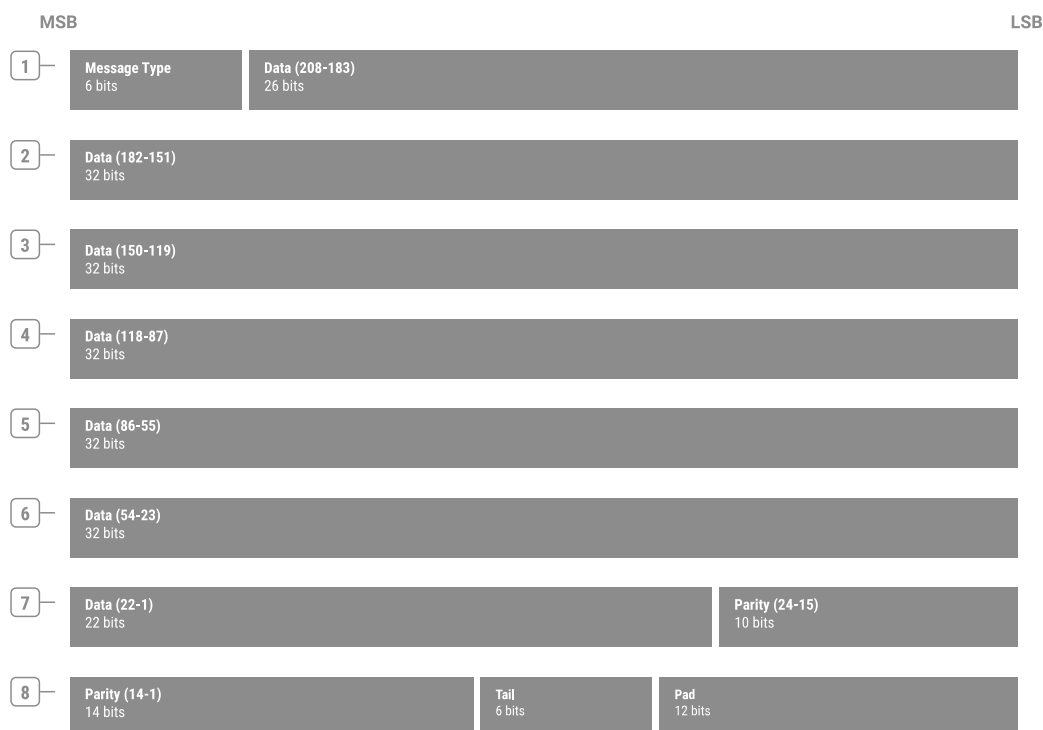 MSB LSB
1
Message Type Data (208-183)
6 bits 26 bits
2
Data (182-151)
32 bits
3
Data (150-119)
32 bits
4
Data (118-87)
32 bits
5
Data (86-55)
32 bits
6
Data (54-23)
32 bits
7
Data (22-1) Parity (24-15)
22 bits 10 bits
8
Parity (14-1) Tail Pad
14 bits 6 bits 12 bits